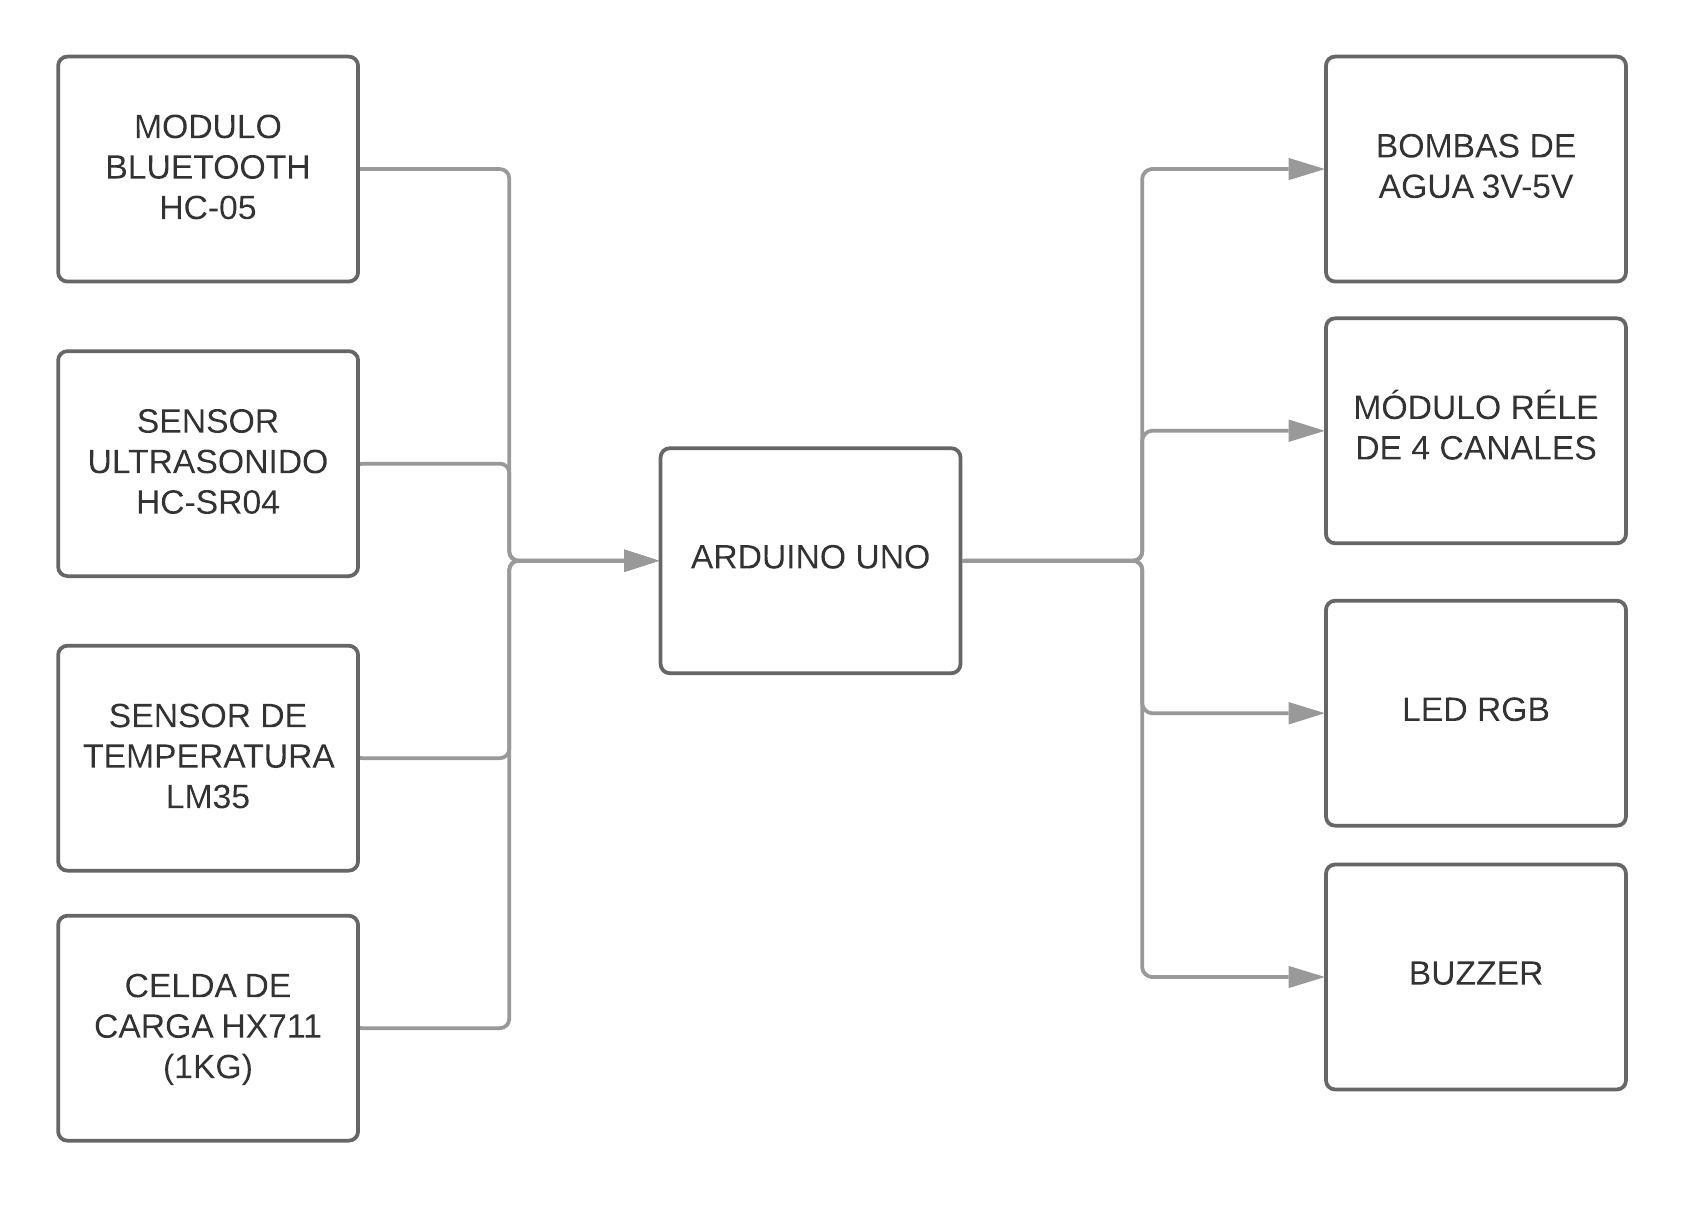 MODULO
BLUETOOTH
HC-05
SENSOR
ULTRASONIDO
HC-SR04
SENSOR DE
TEMPERATURA
LM35
CELDA DE
CARGA HX711
(1KG)
ARDUINO UNO
BOMBAS DE
AGUA 3V-5V
MÓDULO RÉLE
DE 4 CANALES
LED RGB
BUZZER